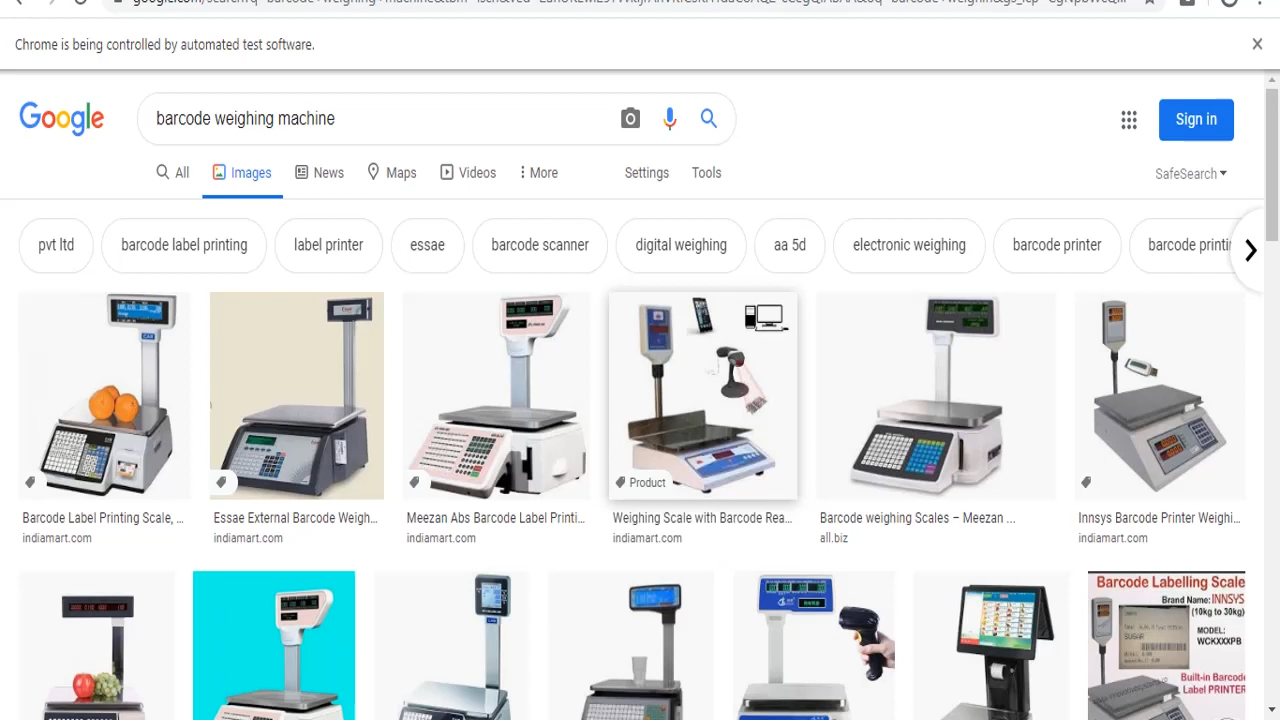 Chrome is being controlled by automated test software.
Google
barcode weighing machine
Sign in
All Images News Maps Videos More Settings Tools
SafeSearch
pvt ltd barcode label printing label printer essae barcode scanner digital weighing aa 5d electronic weighing barcode printer
Product
Barcode Label Printing Scale, ...
indiamart.com
Essae External Barcode Weigh...
indiamart.com
Meezan Abs Barcode Label Printi...
indiamart.com
Weighing Scale with Barcode Rea...
indiamart.com
Barcode weighing Scales – Meezan ...
all.biz
Innsys Barcode Printer Weighi...
indiamart.com
Barcode Labelling Scale
Brand Name: INNSYS
(10kg to 30kg)
MODEL:
WCKXXXPB
SUGAR
Built-in Barcode
Label PRINTER